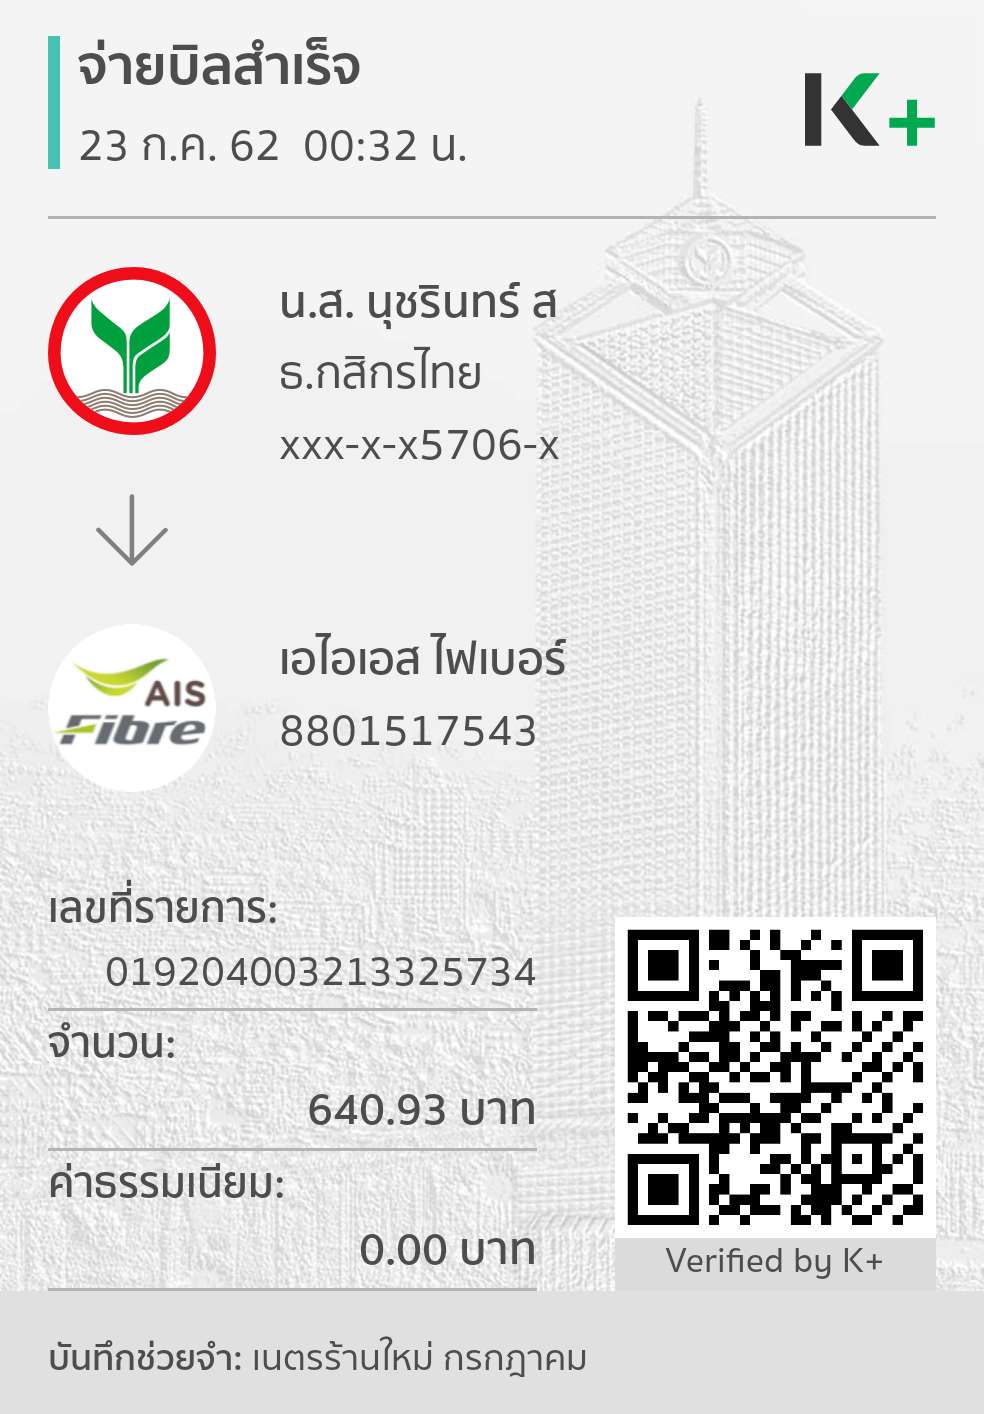 จ่ายบิลสำเร็จ
23 ก.ค. 62 00:32 น.
K+
น.ส. นุชรินทร์ ส
ธ.กสิกรไทย
xxx-x-x5706-x
เอไอเอส ไฟเบอร์
8801517543
AIS
Fibre
เลขที่รายการ:
019204003213325734
จำนวน:
640.93 บาท
ค่าธรรมเนียม:
0.00 บาท
Verified by K+
บันทึกช่วยจำ: เนตรร้านใหม่ กรกฎาคม